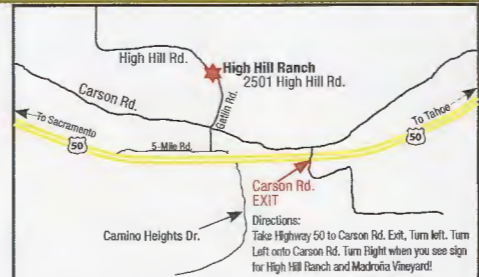 High Hill Rd.
High Hill Ranch
2501 High Hill Rd.
Carson Rd.
Gatlin Rd.
To Sacramento
To Tahoe
50
5-Mile Rd.
50
Carson Rd.
EXIT
Camino Heights Dr.
Directions:
Take Highway 50 to Carson Rd. Exit, Turn left. Turn
Left onto Carson Rd. Turn Right when you see sign
for High Hill Ranch and Madroña Vineyard!